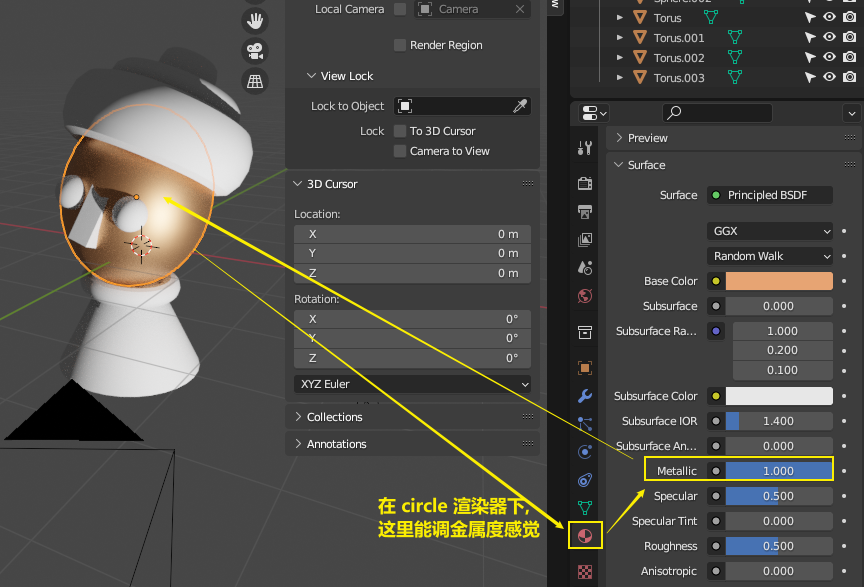 Local Camera
Camera
Render Region
View Lock
Lock to Object
Lock
To 3D Cursor
Camera to View
3D Cursor
Location:
X 0 m
Y 0 m
Z 0 m
Rotation:
X 0°
Y 0°
Z 0°
XYZ Euler
Collections
Annotations
Torus
Torus.001
Torus.002
Torus.003
Preview
Surface
Surface Principled BSDF
GGX
Random Walk
Base Color
Subsurface 0.000
Subsurface Ra... 1.000
0.200
0.100
Subsurface Color
Subsurface IOR 1.400
Subsurface An... 0.000
Metallic 1.000
Specular 0.500
Specular Tint 0.000
Roughness 0.500
Anisotropic 0.000
在 circle 渲染器下,
这里能调金属度感觉